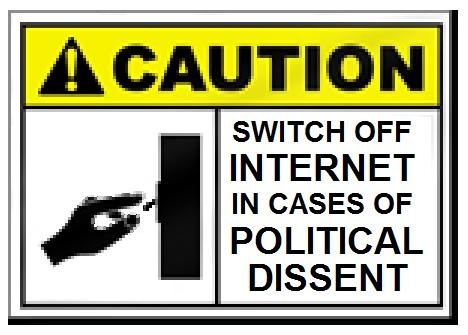 CAUTION
SWITCH OFF
INTERNET
IN CASES OF
POLITICAL
DISSENT